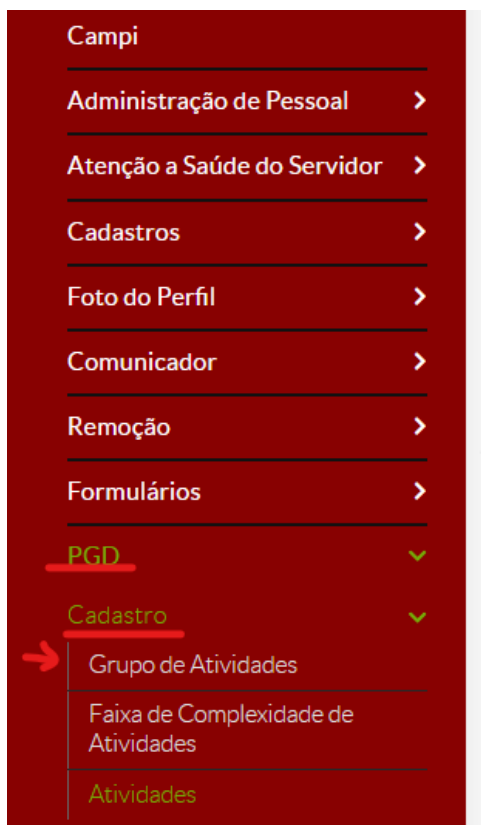 Campi
Administração de Pessoal
Atenção a Saúde do Servidor
Cadastros
Foto do Perfil
Comunicador
Remoção
Formulários
PGD
Cadastro
Grupo de Atividades
Faixa de Complexidade de
Atividades
Atividades